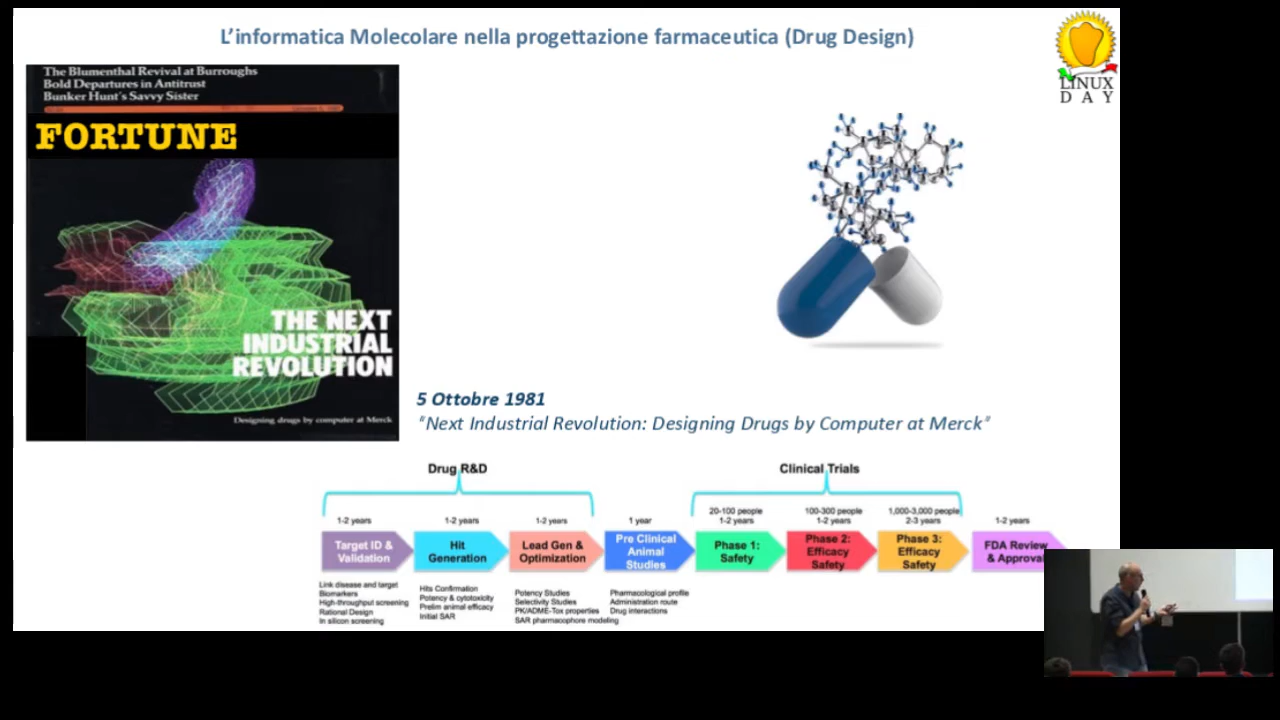 L'informatica Molecolare nella progettazione farmaceutica (Drug Design)
LINUX
DAY
The Blumenthal Revival at Burroughs
Bold Departures in Antitrust
Bunker Hunt's Savvy Sister
FORTUNE
THE NEXT
INDUSTRIAL
REVOLUTION
Designing drugs by computer at Merck
5 Ottobre 1981
"Next Industrial Revolution: Designing Drugs by Computer at Merck"
Drug R&D
Clinical Trials
1-2 years
1-2 years
1-2 years
1 year
20-100 people
1-2 years
100-300 people
1-2 years
1,000-3,000 people
2-3 years
1-2 years
Target ID &
Validation
Hit
Generation
Lead Gen &
Optimization
Pre Clinical
Animal
Studies
Phase 1:
Safety
Phase 2:
Efficacy
Safety
Phase 3:
Efficacy
Safety
FDA Review
& Approval
Link disease and target
Biomarkers
High-throughput screening
Rational Design
In silicon screening
Hits Confirmation
Potency & cytotoxicity
Prelim animal efficacy
Initial SAR
Potency Studies
Selectivity Studies
PK/ADME-Tox properties
SAR pharmacophore modeling
Pharmacological profile
Administration route
Drug interactions